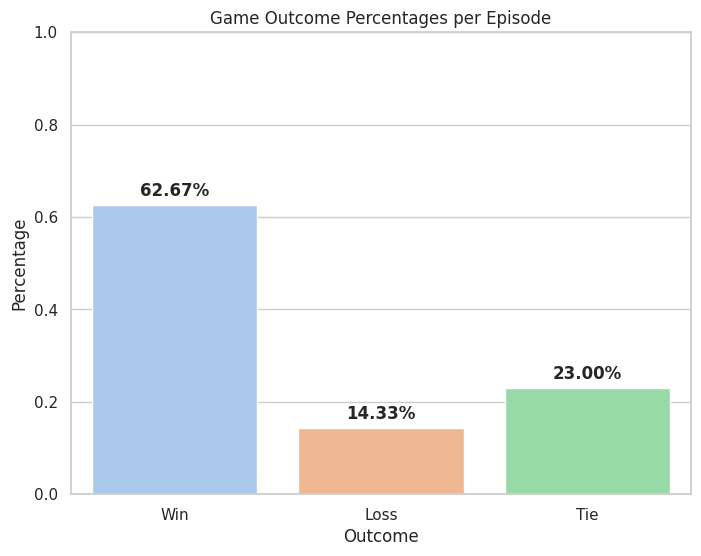 Game Outcome Percentages per Episode
1.0
0.8
0.6
0.4
0.2
0.0
Percentage
62.67%
14.33%
23.00%
Win Loss Tie
Outcome